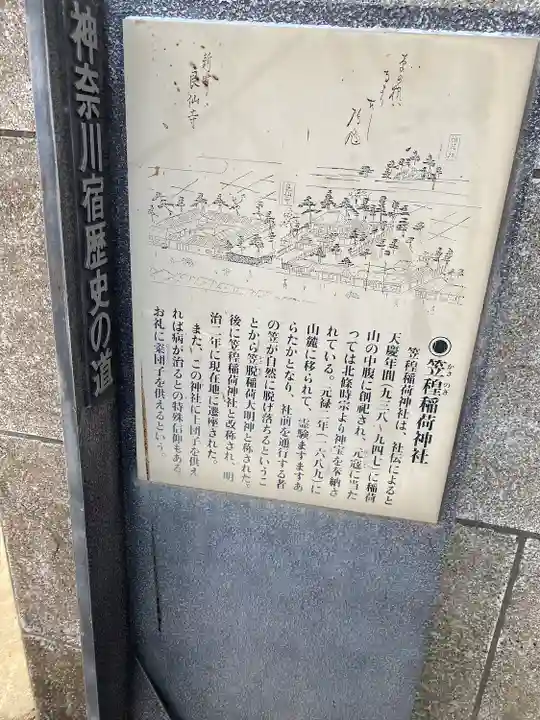 神奈川宿歴史の道
良仙寺
◉笠䅣稲荷神社
かさのき
笠䅣稲荷神社は、社伝によると
天慶年間(九三八～九四七)に稲荷
山の中腹に創祀され、元寇に当た
っては北條時宗より神宝を奉納さ
れている。元禄二年(一六八九)に
山麓に移られて、霊験ますますあ
らたかとなり、社前を通行する者
の笠が自然に脱げ落ちるというこ
とから笠脱稲荷大明神と称された。
後に笠䅣稲荷神社と改称され、明
治二年に現在地に遷座された。
また、この神社に土団子を供え
れば病が治るとの特殊信仰もある。
お礼に粢団子を供えるという。